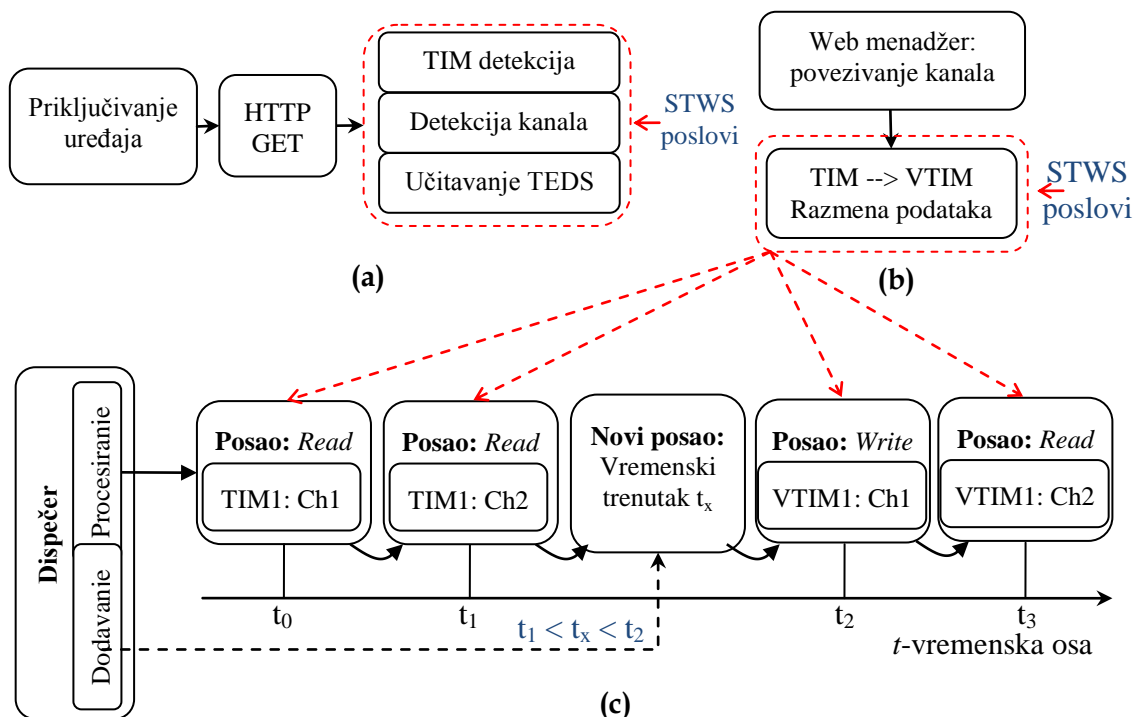 Priključivanje
uređaja
HTTP
GET
TIM detekcija
Detekcija kanala
Učitavanje TEDS
STWS
poslovi
(a)
Web menadžer:
povezivanje kanala
TIM --> VTIM
Razmena podataka
STWS
poslovi
(b)
Dispečer
Procesiranje
Dodavanje
Posao: Read
TIM1: Ch1
Posao: Read
TIM1: Ch2
Novi posao:
Vremenski
trenutak tₓ
Posao: Write
VTIM1: Ch1
Posao: Read
VTIM1: Ch2
t₀
t₁
t₁ < tₓ < t₂
t₂
t₃
t-vremenska osa
(c)